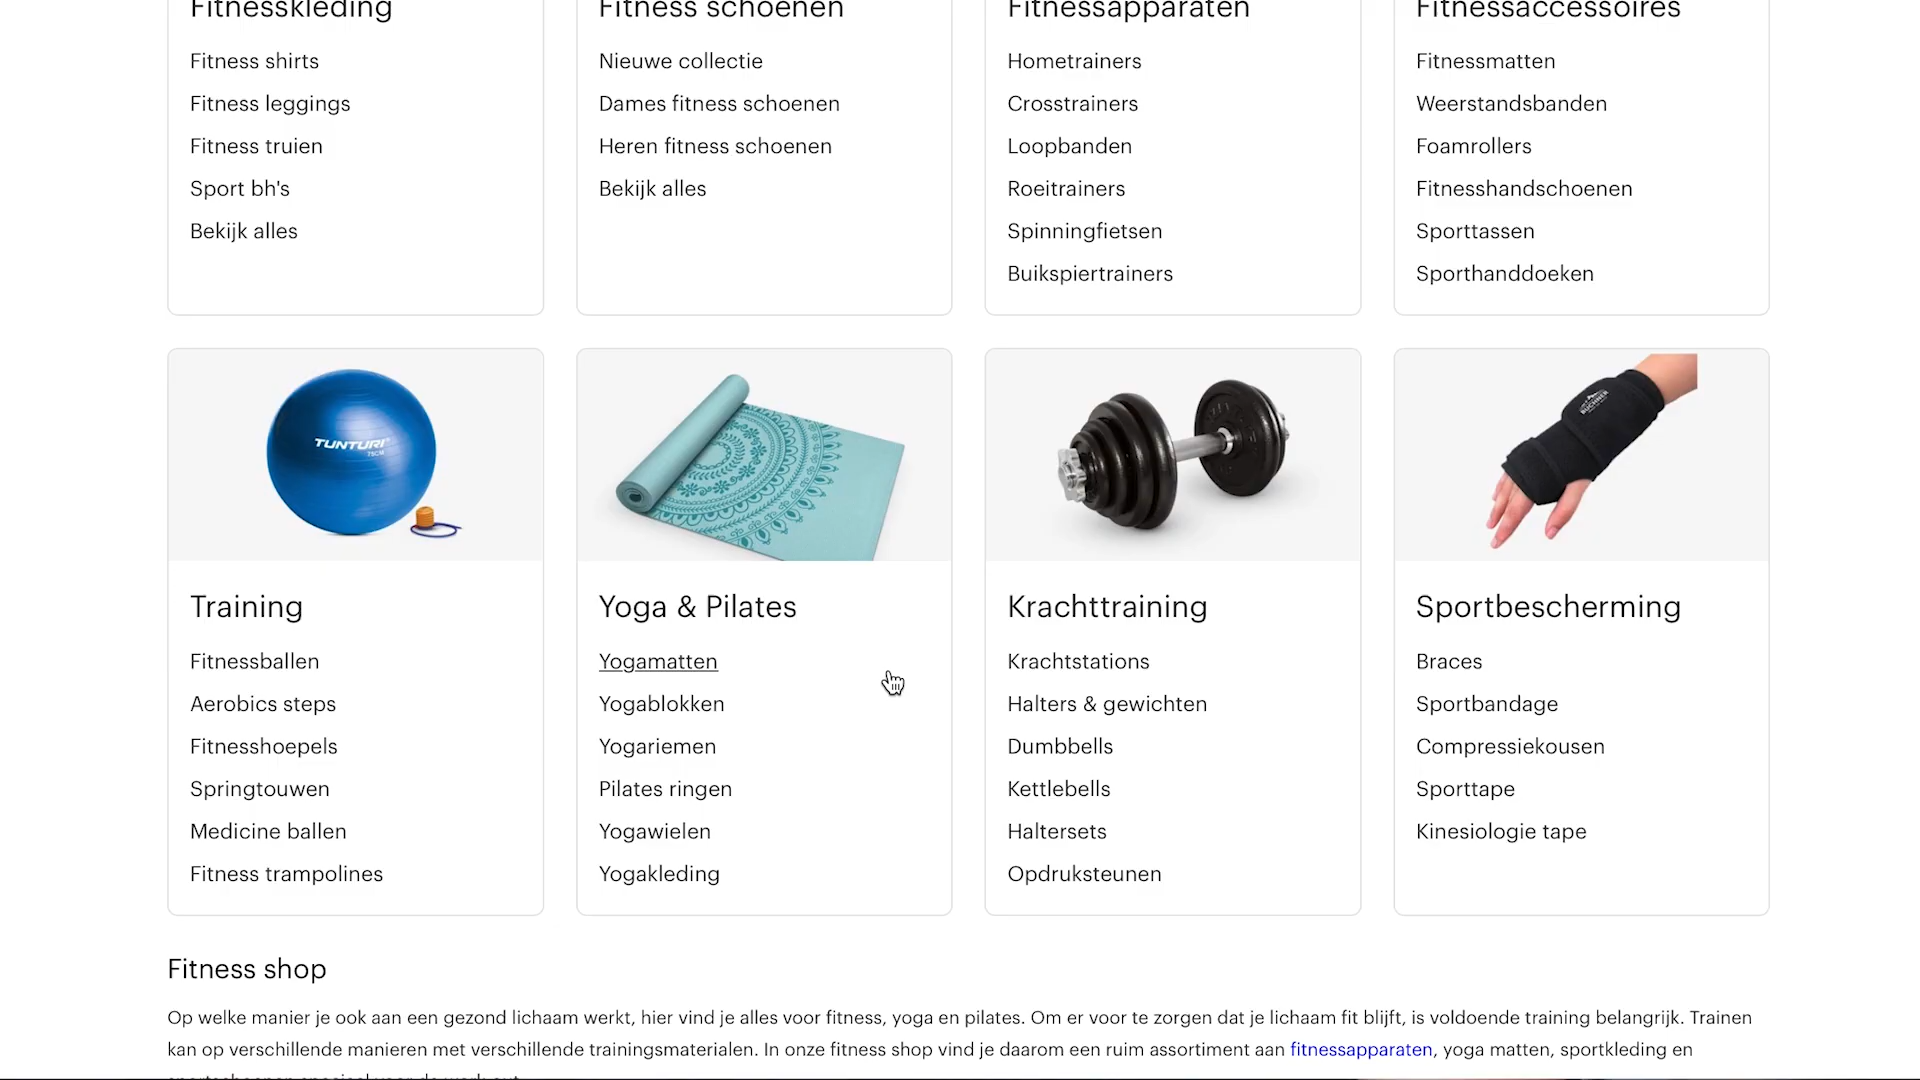 Fitnesskleding
Fitness shirts
Fitness leggings
Fitness truien
Sport bh's
Bekijk alles
Fitness schoenen
Nieuwe collectie
Dames fitness schoenen
Heren fitness schoenen
Bekijk alles
Fitnessapparaten
Hometrainers
Crosstrainers
Loopbanden
Roeitrainers
Spinningfietsen
Buikspiertrainers
Fitnessaccessoires
Fitnessmatten
Weerstandsbanden
Foamrollers
Fitnesshandschoenen
Sporttassen
Sporthanddoeken
TUNTURI
75CM
Training
Fitnessballen
Aerobics steps
Fitnesshoepels
Springtouwen
Medicine ballen
Fitness trampolines
Yoga & Pilates
Yogamatten
Yogablokken
Yogariemen
Pilates ringen
Yogawielen
Yogakleding
Krachttraining
Krachtstations
Halters & gewichten
Dumbbells
Kettlebells
Haltersets
Opdruksteunen
Sportbescherming
Braces
Sportbandage
Compressiekousen
Sporttape
Kinesiologie tape
Fitness shop
Op welke manier je ook aan een gezond lichaam werkt, hier vind je alles voor fitness, yoga en pilates. Om er voor te zorgen dat je lichaam fit blijft, is voldoende training belangrijk. Trainen
kan op verschillende manieren met verschillende trainingsmaterialen. In onze fitness shop vind je daarom een ruim assortiment aan fitnessapparaten, yoga matten, sportkleding en